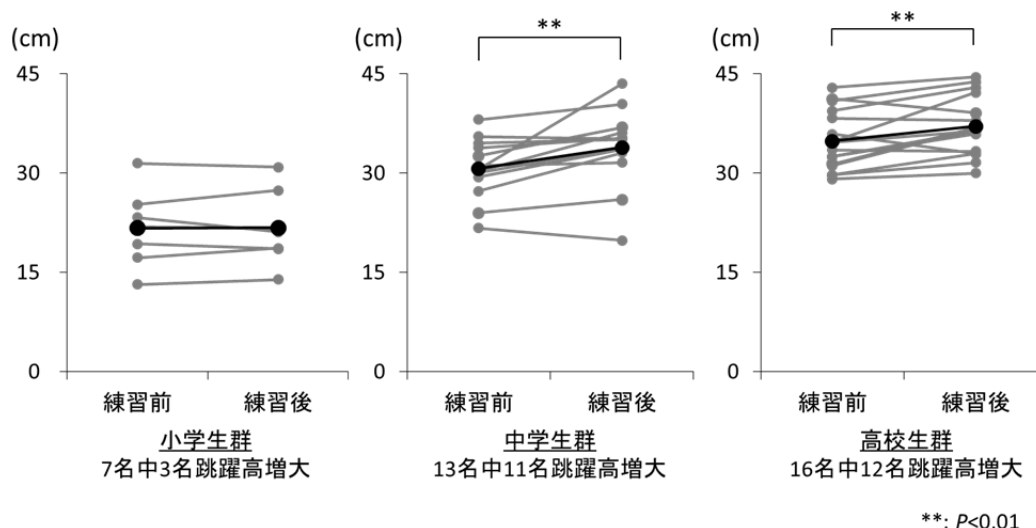 (cm)
45
30
15
0
練習前
練習後
小学生群
7名中3名跳躍高増大
(cm)
**
45
30
15
0
練習前
練習後
中学生群
13名中11名跳躍高増大
(cm)
**
45
30
15
0
練習前
練習後
高校生群
16名中12名跳躍高増大
**: P<0.01